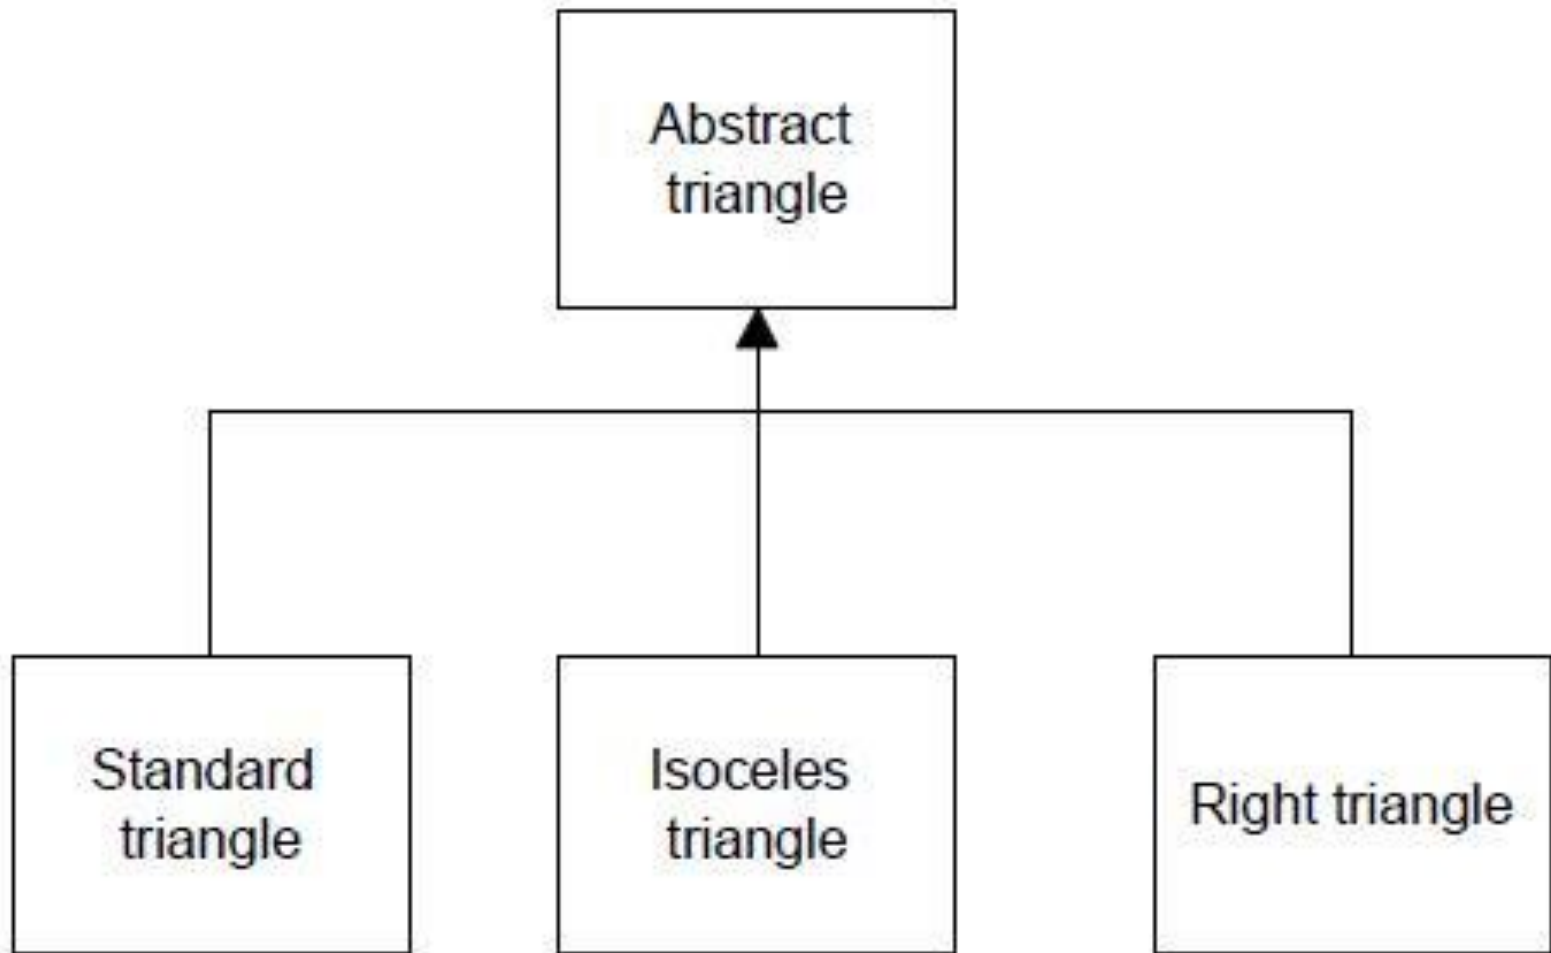 Abstract
triangle
Standard
triangle
Isoceles
triangle
Right triangle